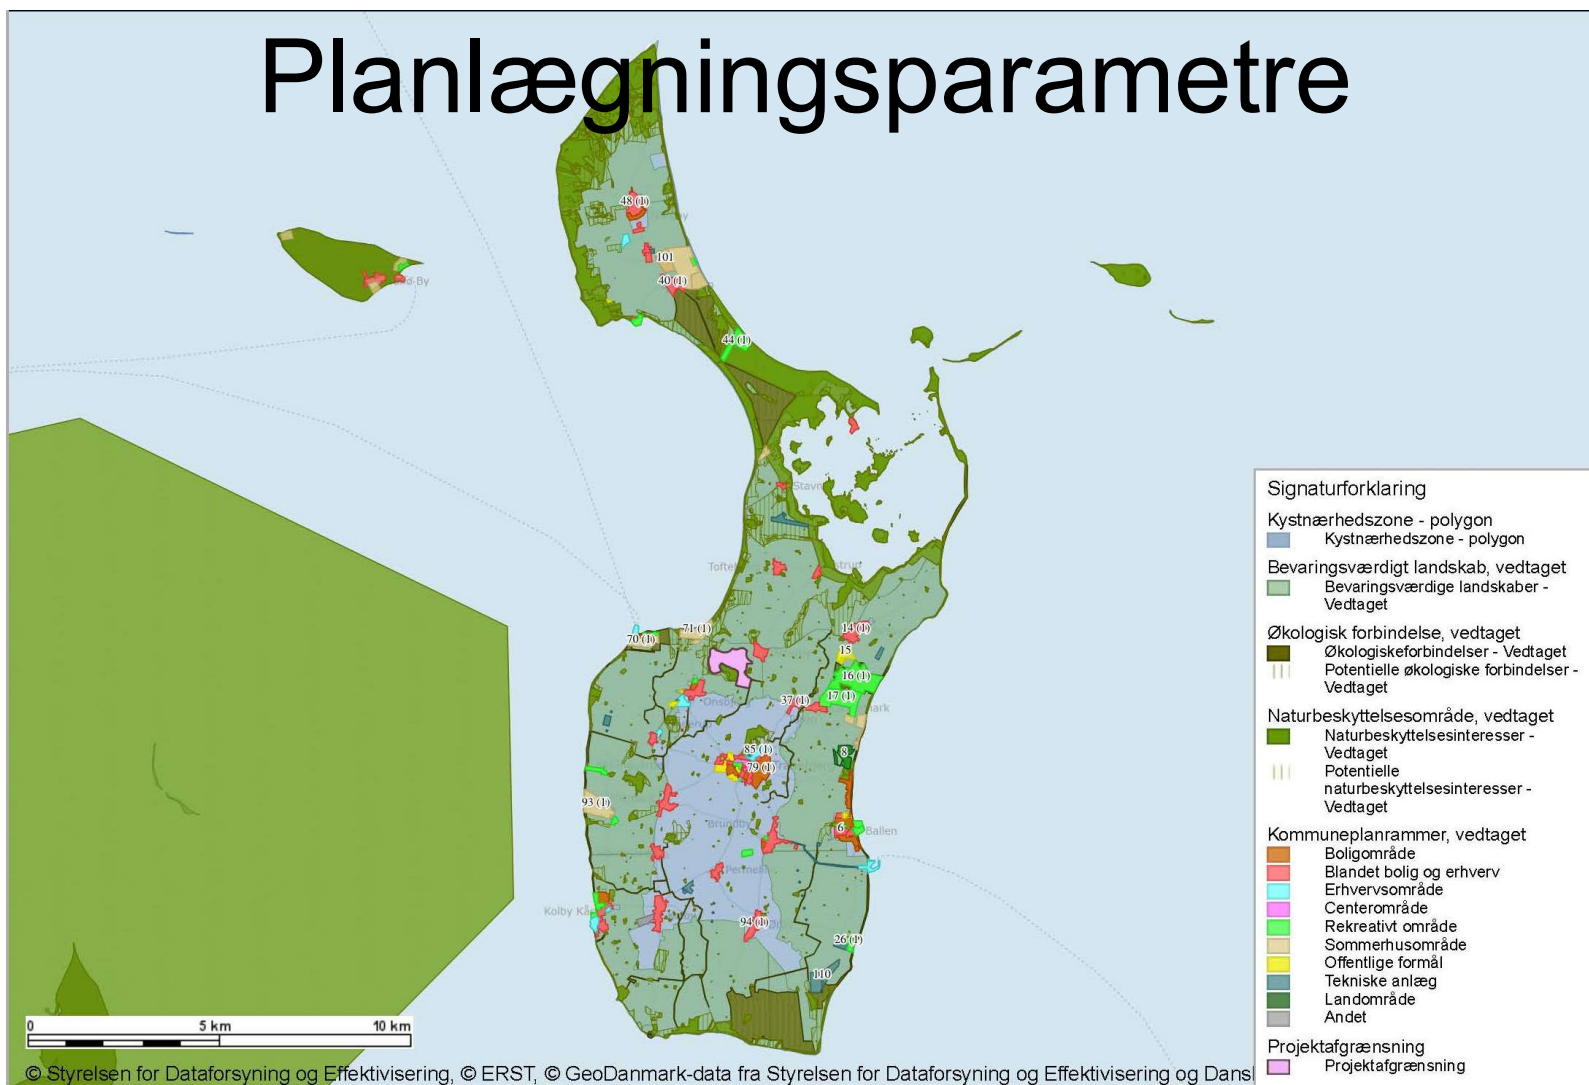 Planlægningsparametre
48 (1)
101
40 (1)
44 (1)
Stavn
70 (1)
71 (1)
14 (1)
15
16 (1)
17 (1)
37 (1)
85 (1)
79 (1)
8
93 (1)
Brundby
6
Ballen
Permelil
Kolby Kås
94 (1)
26 (1)
110
Signaturforklaring
Kystnærhedszone - polygon
Kystnærhedszone - polygon
Bevaringsværdigt landskab, vedtaget
Bevaringsværdige landskaber -
Vedtaget
Økologisk forbindelse, vedtaget
Økologiskeforbindelser - Vedtaget
Potentielle økologiske forbindelser -
Vedtaget
Naturbeskyttelsesområde, vedtaget
Naturbeskyttelsesinteresser -
Vedtaget
Potentielle
naturbeskyttelsesinteresser -
Vedtaget
Kommuneplanrammer, vedtaget
Boligområde
Blandet bolig og erhverv
Erhvervsområde
Centerområde
Rekreativt område
Sommerhusområde
Offentlige formål
Tekniske anlæg
Landområde
Andet
Projektafgrænsning
Projektafgrænsning
0 5 km 10 km
© Styrelsen for Dataforsyning og Effektivisering, © ERST, © GeoDanmark-data fra Styrelsen for Dataforsyning og Effektivisering og Dansl